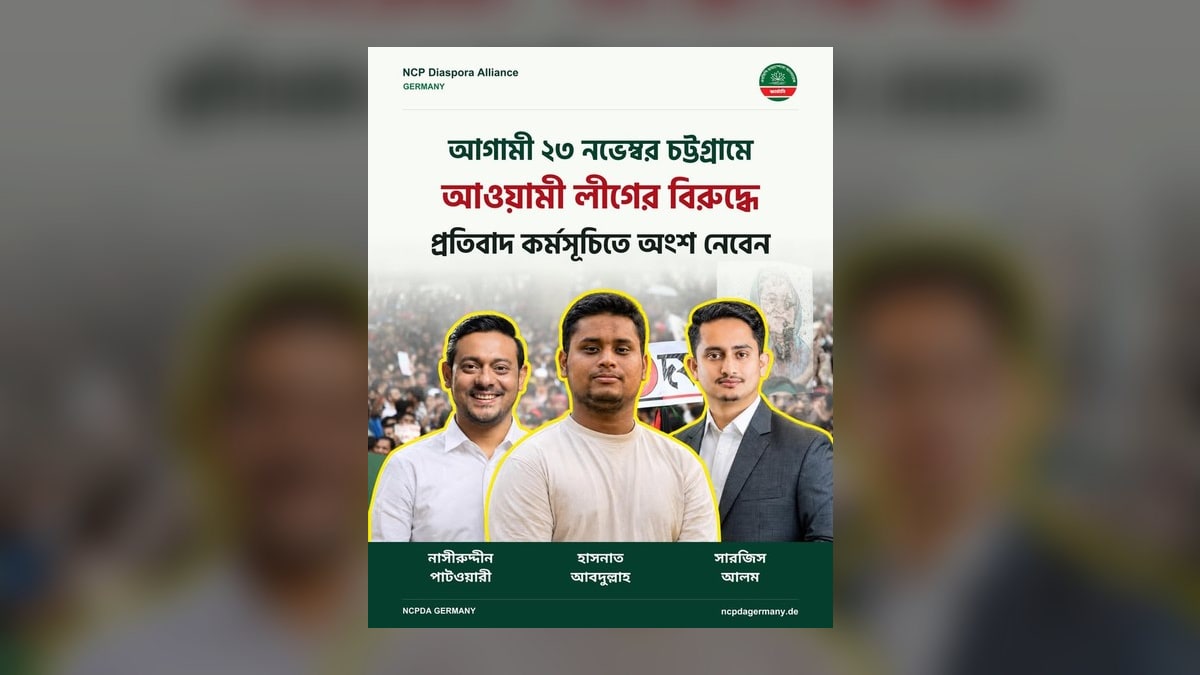 NCP Diaspora Alliance
GERMANY
আগামী ২৩ নভেম্বর চট্টগ্রামে
আওয়ামী লীগের বিরুদ্ধে
প্রতিবাদ কর্মসূচিতে অংশ নেবেন
নাসীরুদ্দীন
পাটওয়ারী
হাসনাত
আবদুল্লাহ
সারজিস
আলম
NCPDA GERMANY
ncpdagermany.de